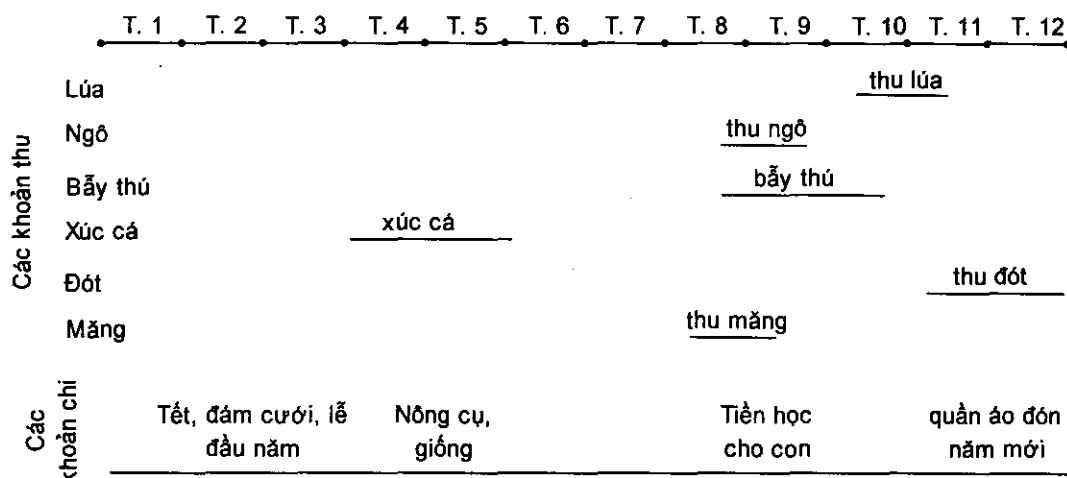 T. 1 T. 2 T. 3 T. 4 T. 5 T. 6 T. 7 T. 8 T. 9 T. 10 T. 11 T. 12
Các khoản thu
Lúa thu lúa
Ngô thu ngô
Bẫy thú bẫy thú
Xúc cá xúc cá
Đót thu đót
Măng thu măng
Các
khoản chi
Tết, đám cưới, lễ
đầu năm
Nông cụ,
giống
Tiền học
cho con
quần áo đón
năm mới